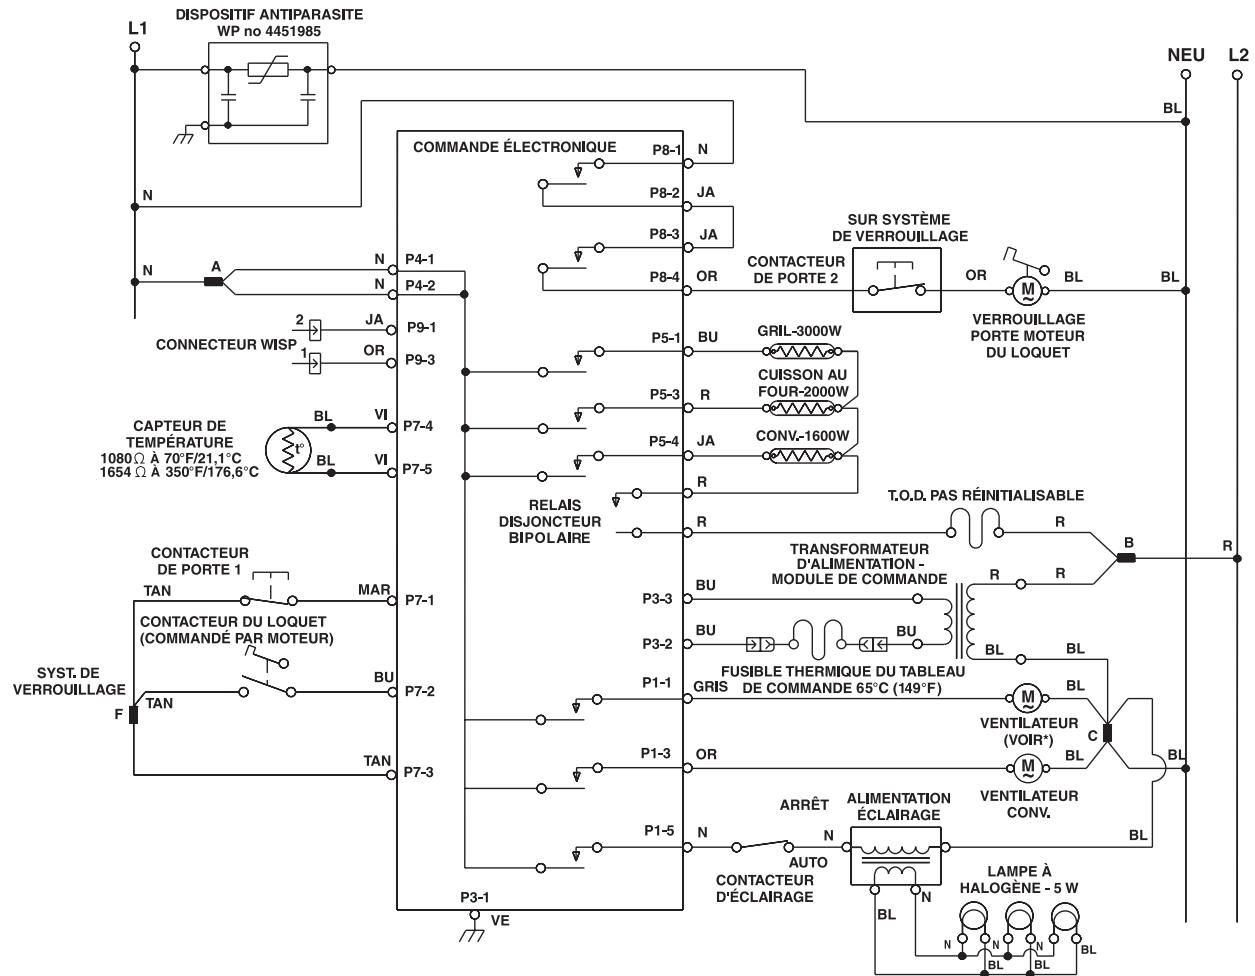 DISPOSITIF ANTIPARASITE
WP no 4451985
L1
NEU
L2
BL
COMMANDE ÉLECTRONIQUE
P8-1
N
N
P8-2
JA
P8-3
JA
P8-4
OR
SUR SYSTÈME
DE VERROUILLAGE
CONTACTEUR
DE PORTE 2
OR
BL
BL
M
~
VERROUILLAGE
PORTE MOTEUR
DU LOQUET
N
A
N
P4-1
N
P4-2
2
JA
P9-1
CONNECTEUR WISP
1
OR
P9-3
P5-1
BU
GRIL-3000W
CUISSON AU
FOUR-2000W
P5-3
R
P5-4
JA
CONV.-1600W
CAPTEUR DE
TEMPÉRATURE
1080 Ω À 70°F/21,1°C
1654 Ω À 350°F/176,6°C
BL
VI
P7-4
t°
BL
VI
P7-5
R
RELAIS
DISJONCTEUR
BIPOLAIRE
R
T.O.D. PAS RÉINITIALISABLE
R
B
R
R
R
TRANSFORMATEUR
D'ALIMENTATION -
MODULE DE COMMANDE
CONTACTEUR
DE PORTE 1
TAN
MAR
P7-1
P3-3
BU
P3-2
BU
BU
BL
BL
CONTACTEUR DU LOQUET
(COMMANDÉ PAR MOTEUR)
FUSIBLE THERMIQUE DU TABLEAU
DE COMMANDE 65°C (149°F)
SYST. DE
VERROUILLAGE
F
TAN
BU
P7-2
P1-1
GRIS
M
~
BL
VENTILATEUR
(VOIR*)
C
BL
TAN
P7-3
P1-3
OR
M
~
BL
VENTILATEUR
CONV.
ARRÊT
ALIMENTATION
ÉCLAIRAGE
P1-5
N
N
BL
AUTO
CONTACTEUR
D'ÉCLAIRAGE
LAMPE À
HALOGÈNE - 5 W
P3-1
VE
BL
N
N
N
N
BL
BL
BL